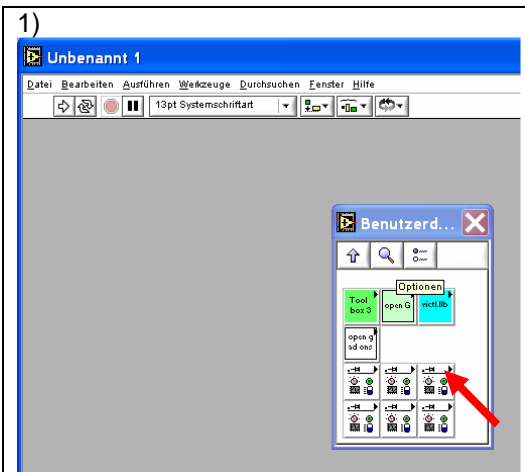 1)
Unbenannt 1
Datei Bearbeiten Ausführen Werkzeuge Durchsuchen Fenster Hilfe
13pt Systemschriftart
Benutzerd...
Optionen
Tool
box 3
open G
victl.llb
open g
ad ons